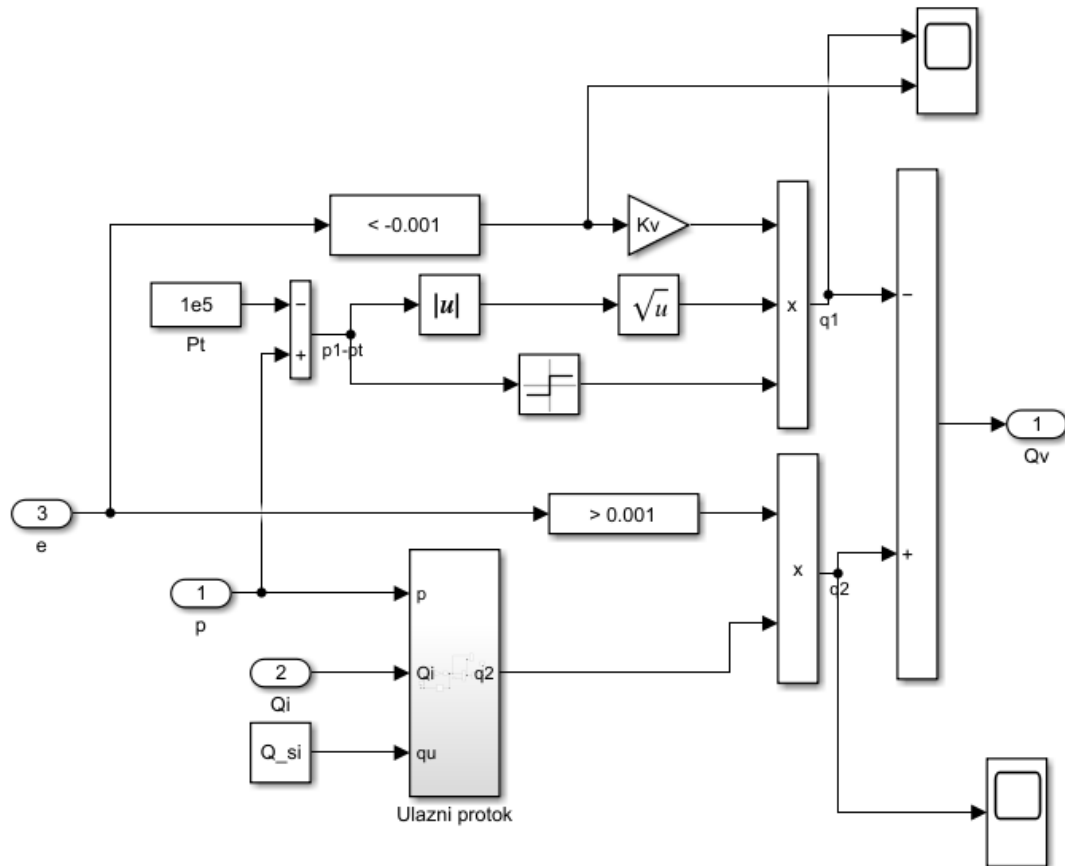 < -0.001
Kv
1e5
Pt
−
+
p1-pt
|u|
√u
x
q1
−
+
1
Qv
3
e
> 0.001
x
q2
1
p
2
Qi
Q_si
p
Qi
qu
q2
Ulazni protok